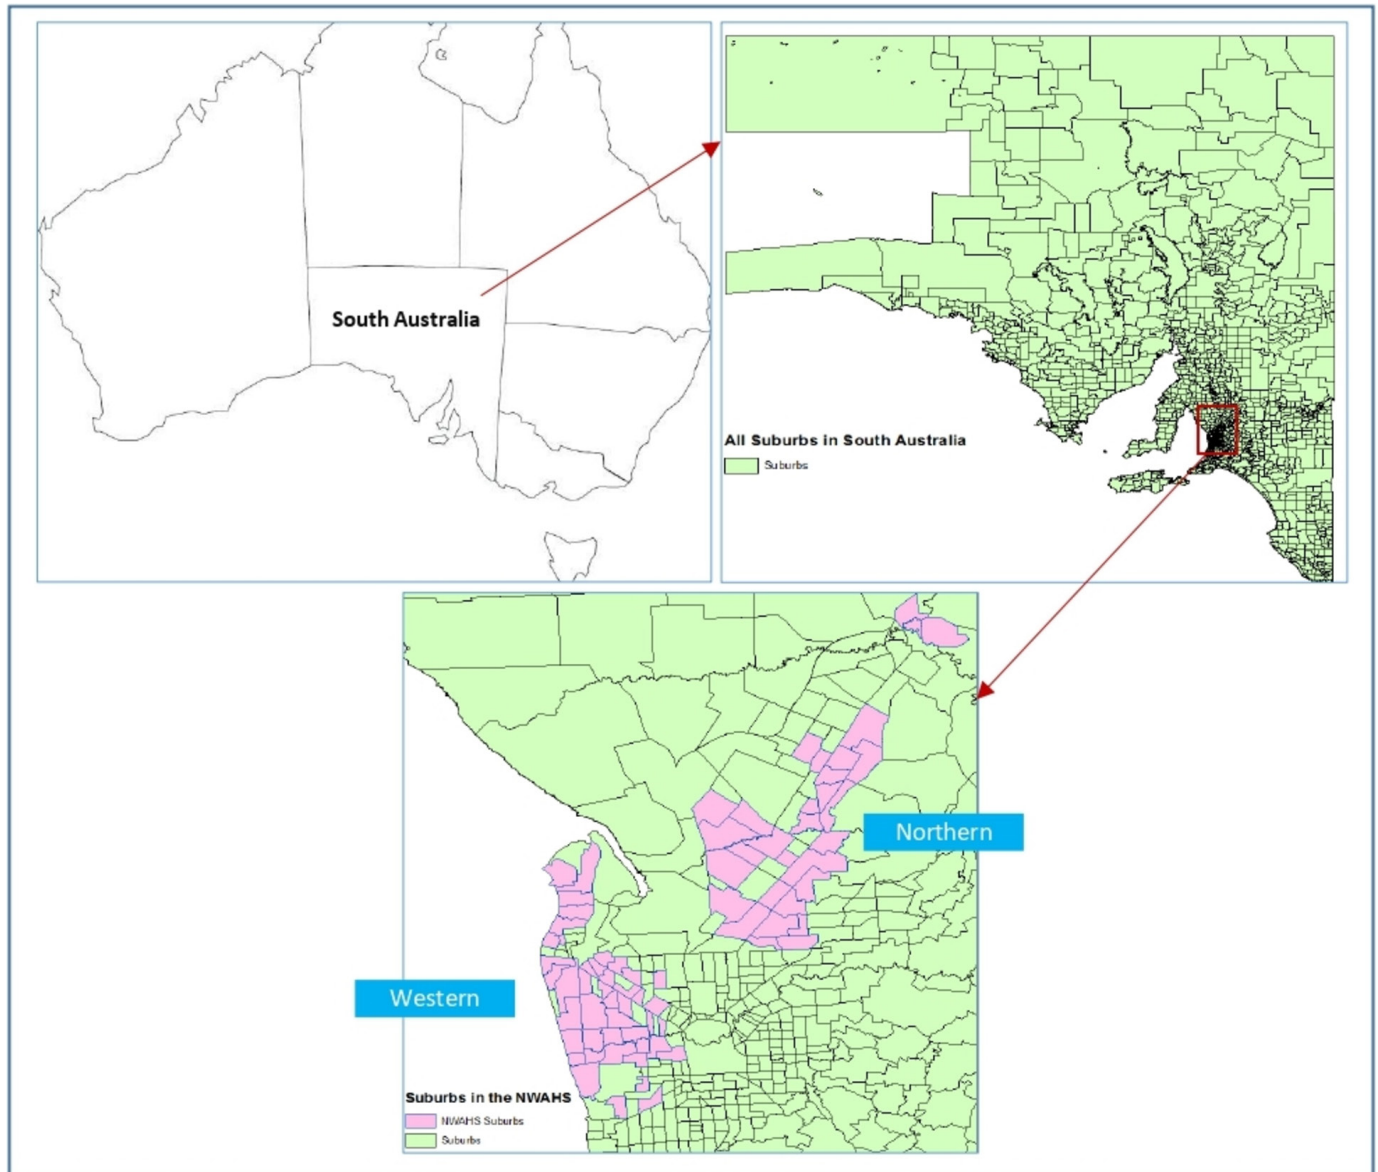 South Australia
All Suburbs in South Australia
Suburbs
Northern
Western
Suburbs in the NWAHS
NWAHS Suburbs
Suburbs